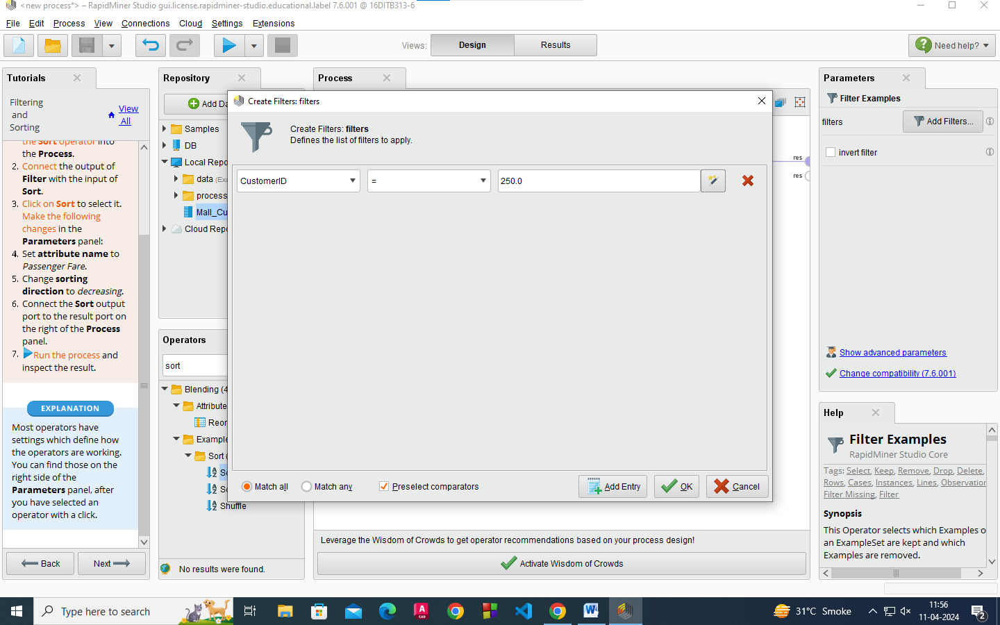 <new process*> – RapidMiner Studio gui.license.rapidminer-studio.educational.label 7.6.001 @ 16DITB313-6
File Edit Process View Connections Cloud Settings Extensions
Views: Design Results
Need help?
Tutorials
Filtering and Sorting
View All
the Sort operator into
the Process.
2. Connect the output of
Filter with the input of
Sort.
3. Click on Sort to select it.
Make the following
changes in the
Parameters panel:
4. Set attribute name to
Passenger Fare.
5. Change sorting
direction to decreasing.
6. Connect the Sort output
port to the result port on
the right of the Process
panel.
7. Run the process and
inspect the result.
EXPLANATION
Most operators have
settings which define how
the operators are working.
You can find those on the
right side of the
Parameters panel, after
you have selected an
operator with a click.
Back Next
Repository
Add Da
Samples
DB
Local Repo
data (Exa
process
Mall_Cu
Cloud Repo
Operators
sort
Blending (4
Attribute
Reor
Example
Sort (
So
So
Shuffle
No results were found.
Process
res
res
Create Filters: filters
Create Filters: filters
Defines the list of filters to apply.
CustomerID = 250.0
Match all Match any Preselect comparators Add Entry OK Cancel
Leverage the Wisdom of Crowds to get operator recommendations based on your process design!
Activate Wisdom of Crowds
Parameters
Filter Examples
filters Add Filters...
invert filter
Show advanced parameters
Change compatibility (7.6.001)
Help
Filter Examples
RapidMiner Studio Core
Tags: Select, Keep, Remove, Drop, Delete,
Rows, Cases, Instances, Lines, Observation
Filter Missing, Filter
Synopsis
This Operator selects which Examples o
an ExampleSet are kept and which
Examples are removed.
Type here to search
31°C Smoke
11:56
11-04-2024
2